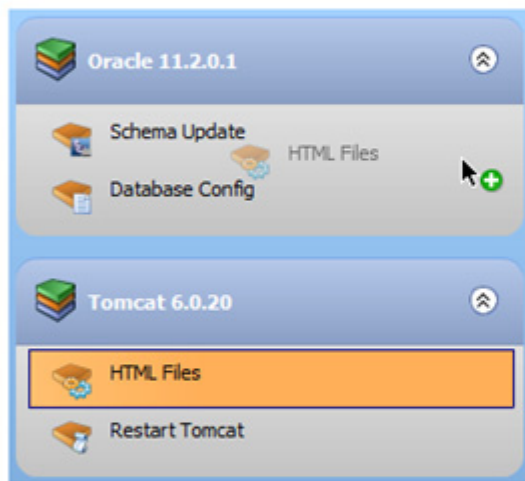 Oracle 11.2.0.1
Schema Update
HTML Files
Database Config
Tomcat 6.0.20
HTML Files
Restart Tomcat